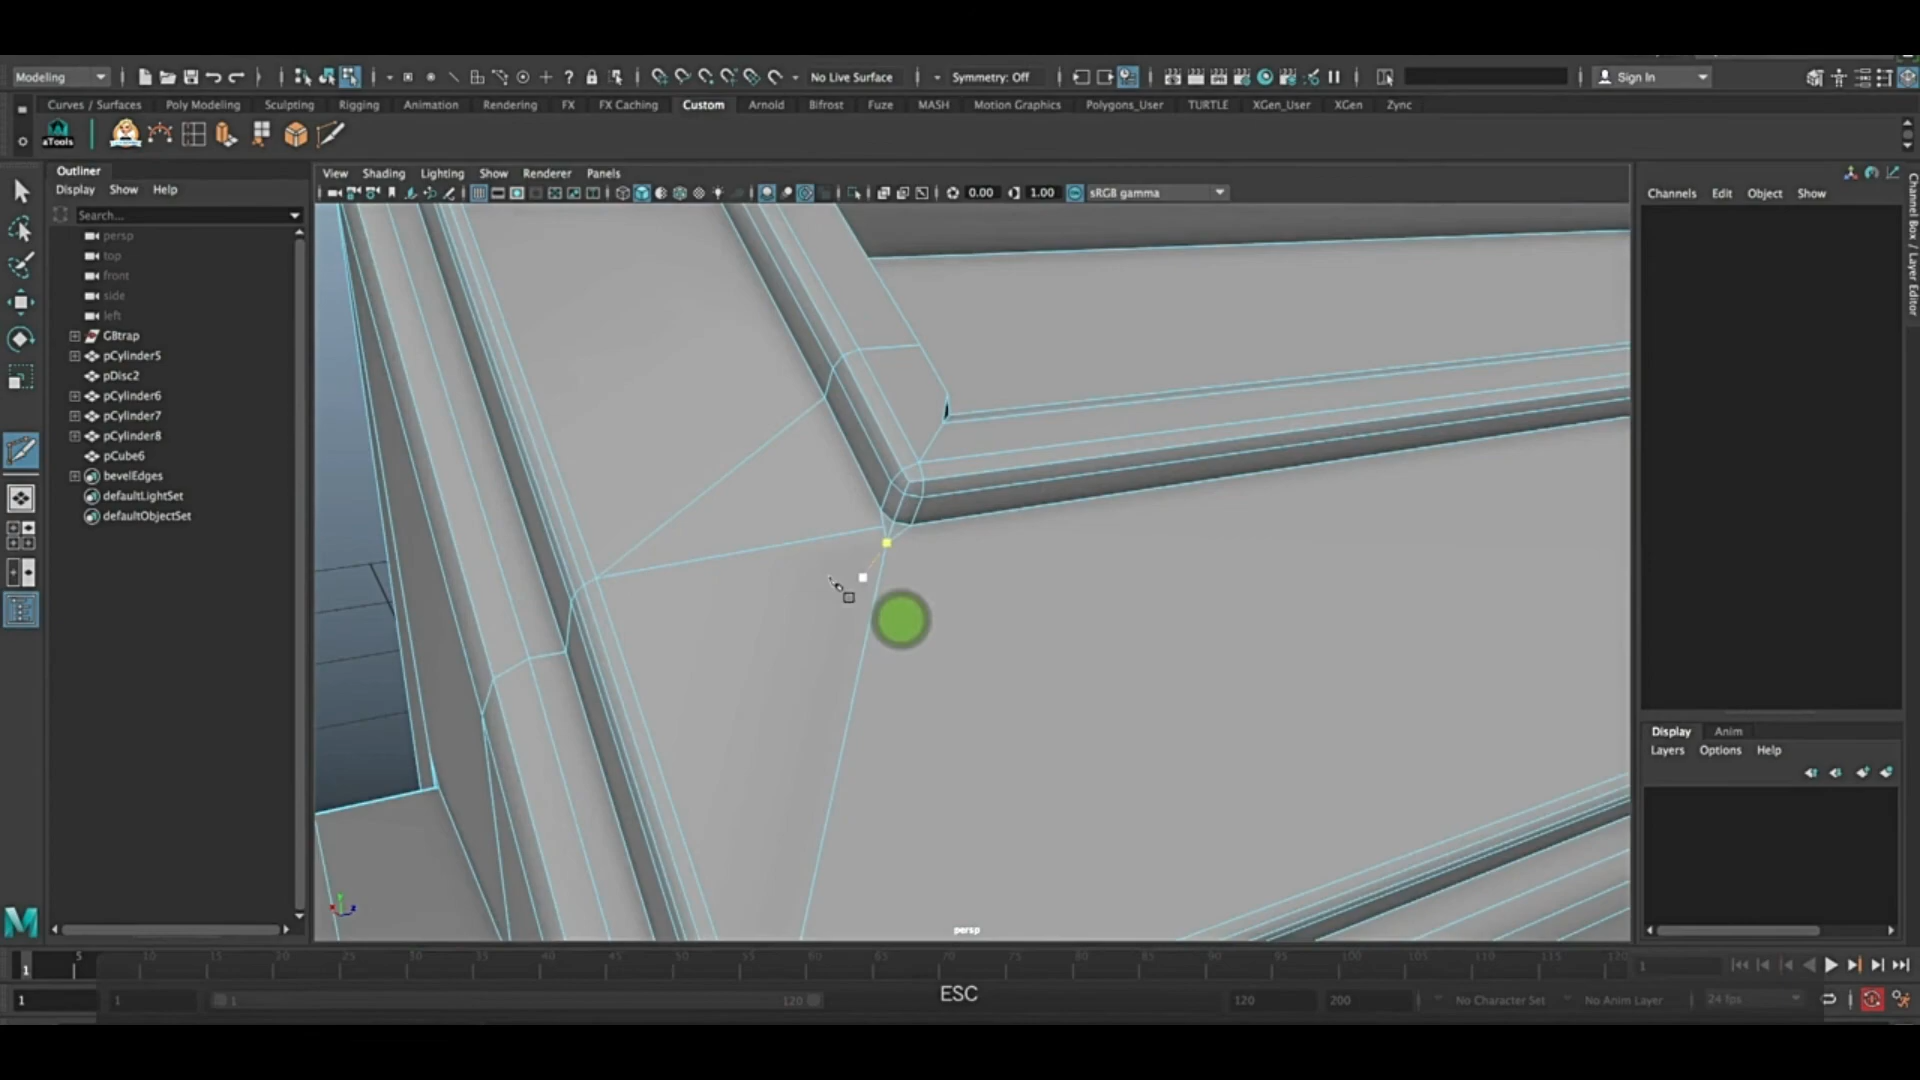 Modeling No Live Surface Symmetry: Off Sign In
Curves / Surfaces Poly Modeling Sculpting Rigging Animation Rendering FX FX Caching Custom Arnold Bifrost Fuze MASH Motion Graphics Polygons_User TURTLE XGen_User XGen Zync
aTools
Outliner
Display Show Help
Search...
persp
top
front
side
left
GBtrap
pCylinder5
pDisc2
pCylinder6
pCylinder7
pCylinder8
pCube6
bevelEdges
defaultLightSet
defaultObjectSet
View Shading Lighting Show Renderer Panels
0.00 1.00 sRGB gamma
persp
Channels Edit Object Show
Channel Box / Layer Editor
Display Anim
Layers Options Help
1 5 10 15 20 25 30 35 40 45 50 55 60 65 70 75 80 85 90 95 100 105 110 115 120 1
1 1 1 120 ESC 120 200 No Character Set No Anim Layer 24 fps